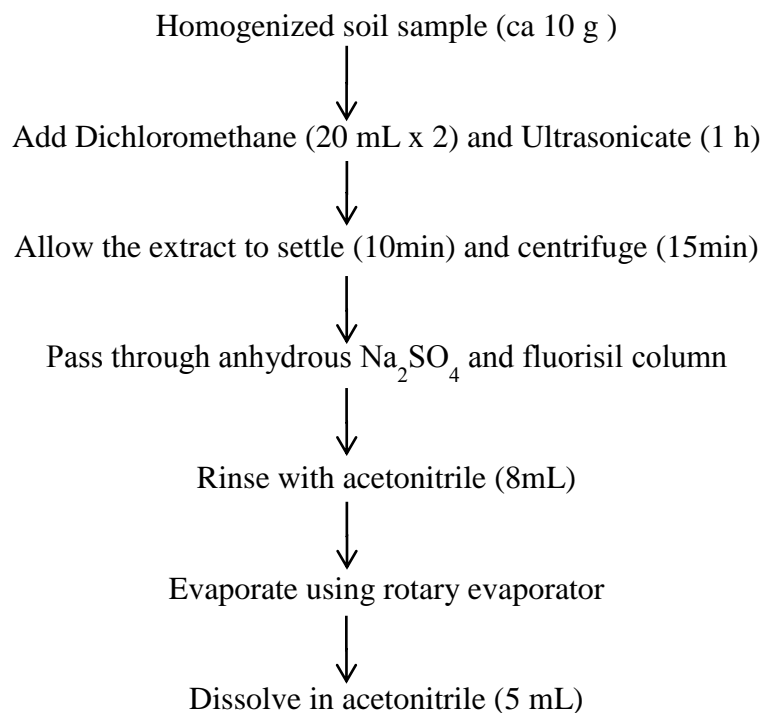 Homogenized soil sample (ca 10 g )
Add Dichloromethane (20 mL x 2) and Ultrasonicate (1 h)
Allow the extract to settle (10min) and centrifuge (15min)
Pass through anhydrous Na₂SO₄ and fluorisil column
Rinse with acetonitrile (8mL)
Evaporate using rotary evaporator
Dissolve in acetonitrile (5 mL)